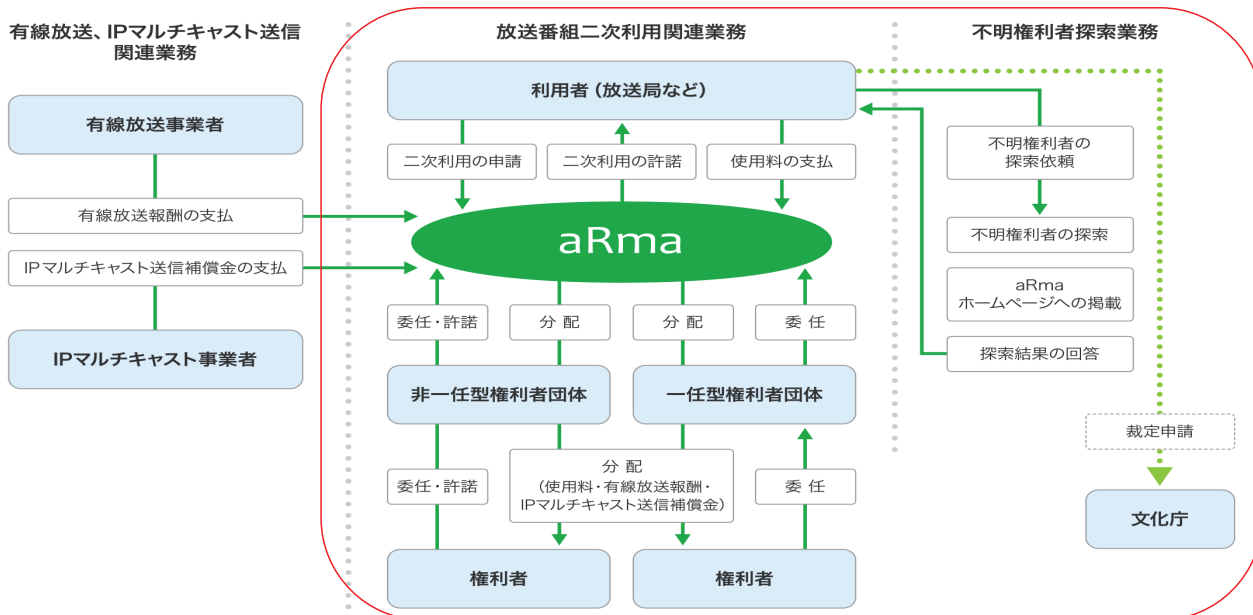 有線放送、IPマルチキャスト送信
関連業務
有線放送事業者
有線放送報酬の支払
IPマルチキャスト送信補償金の支払
IPマルチキャスト事業者
放送番組二次利用関連業務
利用者（放送局など）
二次利用の申請
二次利用の許諾
使用料の支払
aRma
委任・許諾
分 配
分 配
委 任
非一任型権利者団体
一任型権利者団体
委任・許諾
分 配
（使用料・有線放送報酬・
IPマルチキャスト送信補償金）
委 任
権利者
権利者
不明権利者探索業務
不明権利者の
探索依頼
不明権利者の探索
aRma
ホームページへの掲載
探索結果の回答
裁定申請
文化庁